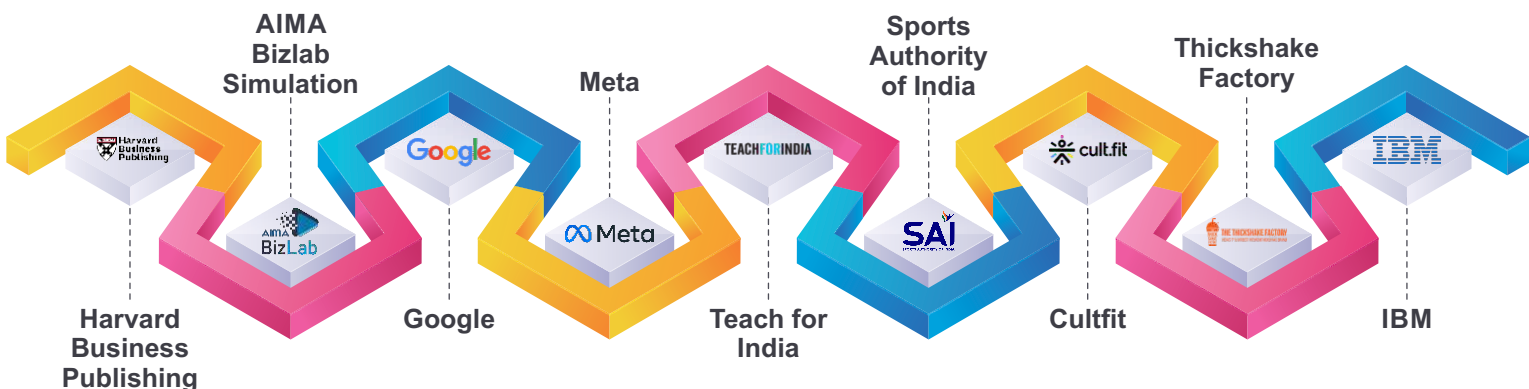 AIMA
Bizlab
Simulation
Meta
Sports
Authority
of India
Thickshake
Factory
Harvard
Business
Publishing
Google
TEACHFORINDIA
cult.fit
IBM
AIMA
BizLab
Meta
SAI
THE THICKSHAKE FACTORY
Harvard
Business
Publishing
Google
Teach for
India
Cultfit
IBM